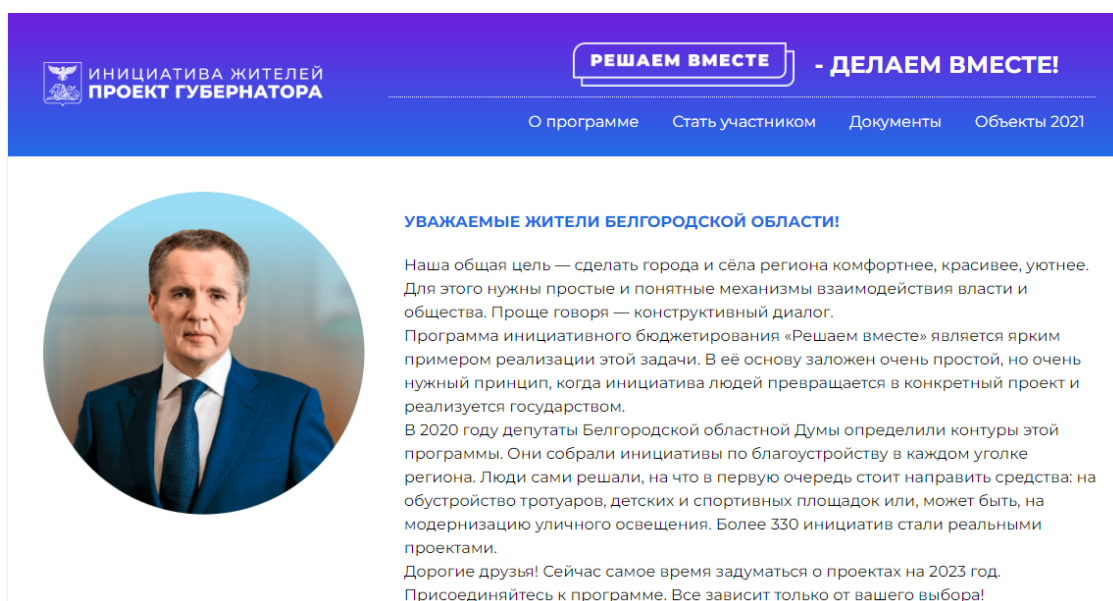 ИНИЦИАТИВА ЖИТЕЛЕЙ
ПРОЕКТ ГУБЕРНАТОРА
РЕШАЕМ ВМЕСТЕ - ДЕЛАЕМ ВМЕСТЕ!
О программе Стать участником Документы Объекты 2021
УВАЖАЕМЫЕ ЖИТЕЛИ БЕЛГОРОДСКОЙ ОБЛАСТИ!
Наша общая цель — сделать города и сёла региона комфортнее, красивее, уютнее.
Для этого нужны простые и понятные механизмы взаимодействия власти и
общества. Проще говоря — конструктивный диалог.
Программа инициативного бюджетирования «Решаем вместе» является ярким
примером реализации этой задачи. В её основу заложен очень простой, но очень
нужный принцип, когда инициатива людей превращается в конкретный проект и
реализуется государством.
В 2020 году депутаты Белгородской областной Думы определили контуры этой
программы. Они собрали инициативы по благоустройству в каждом уголке
региона. Люди сами решали, на что в первую очередь стоит направить средства: на
обустройство тротуаров, детских и спортивных площадок или, может быть, на
модернизацию уличного освещения. Более 330 инициатив стали реальными
проектами.
Дорогие друзья! Сейчас самое время задуматься о проектах на 2023 год.
Присоединяйтесь к программе. Все зависит только от вашего выбора!